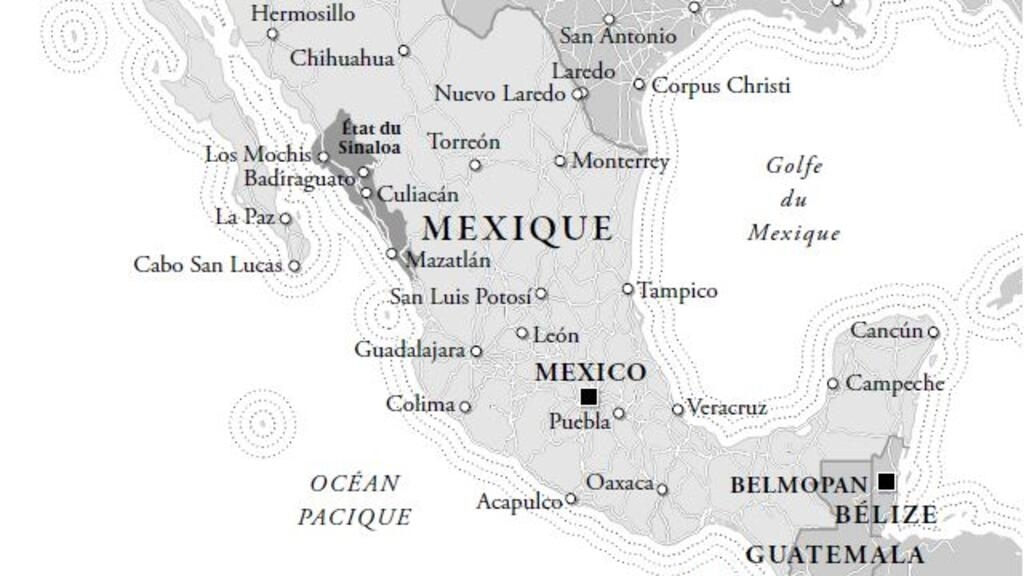 Hermosillo
Chihuahua
San Antonio
Laredo
Nuevo Laredo
Corpus Christi
État du
Sinaloa
Torreón
Los Mochis
Monterrey
Badiraguato
Culiacán
La Paz
MEXIQUE
Golfe
du
Mexique
Cabo San Lucas
Mazatlán
San Luis Potosí
Tampico
León
Cancún
Guadalajara
MEXICO
Campeche
Colima
Puebla
Veracruz
OCÉAN
PACIQUE
Acapulco
Oaxaca
BELMOPAN
BÉLIZE
GUATEMALA